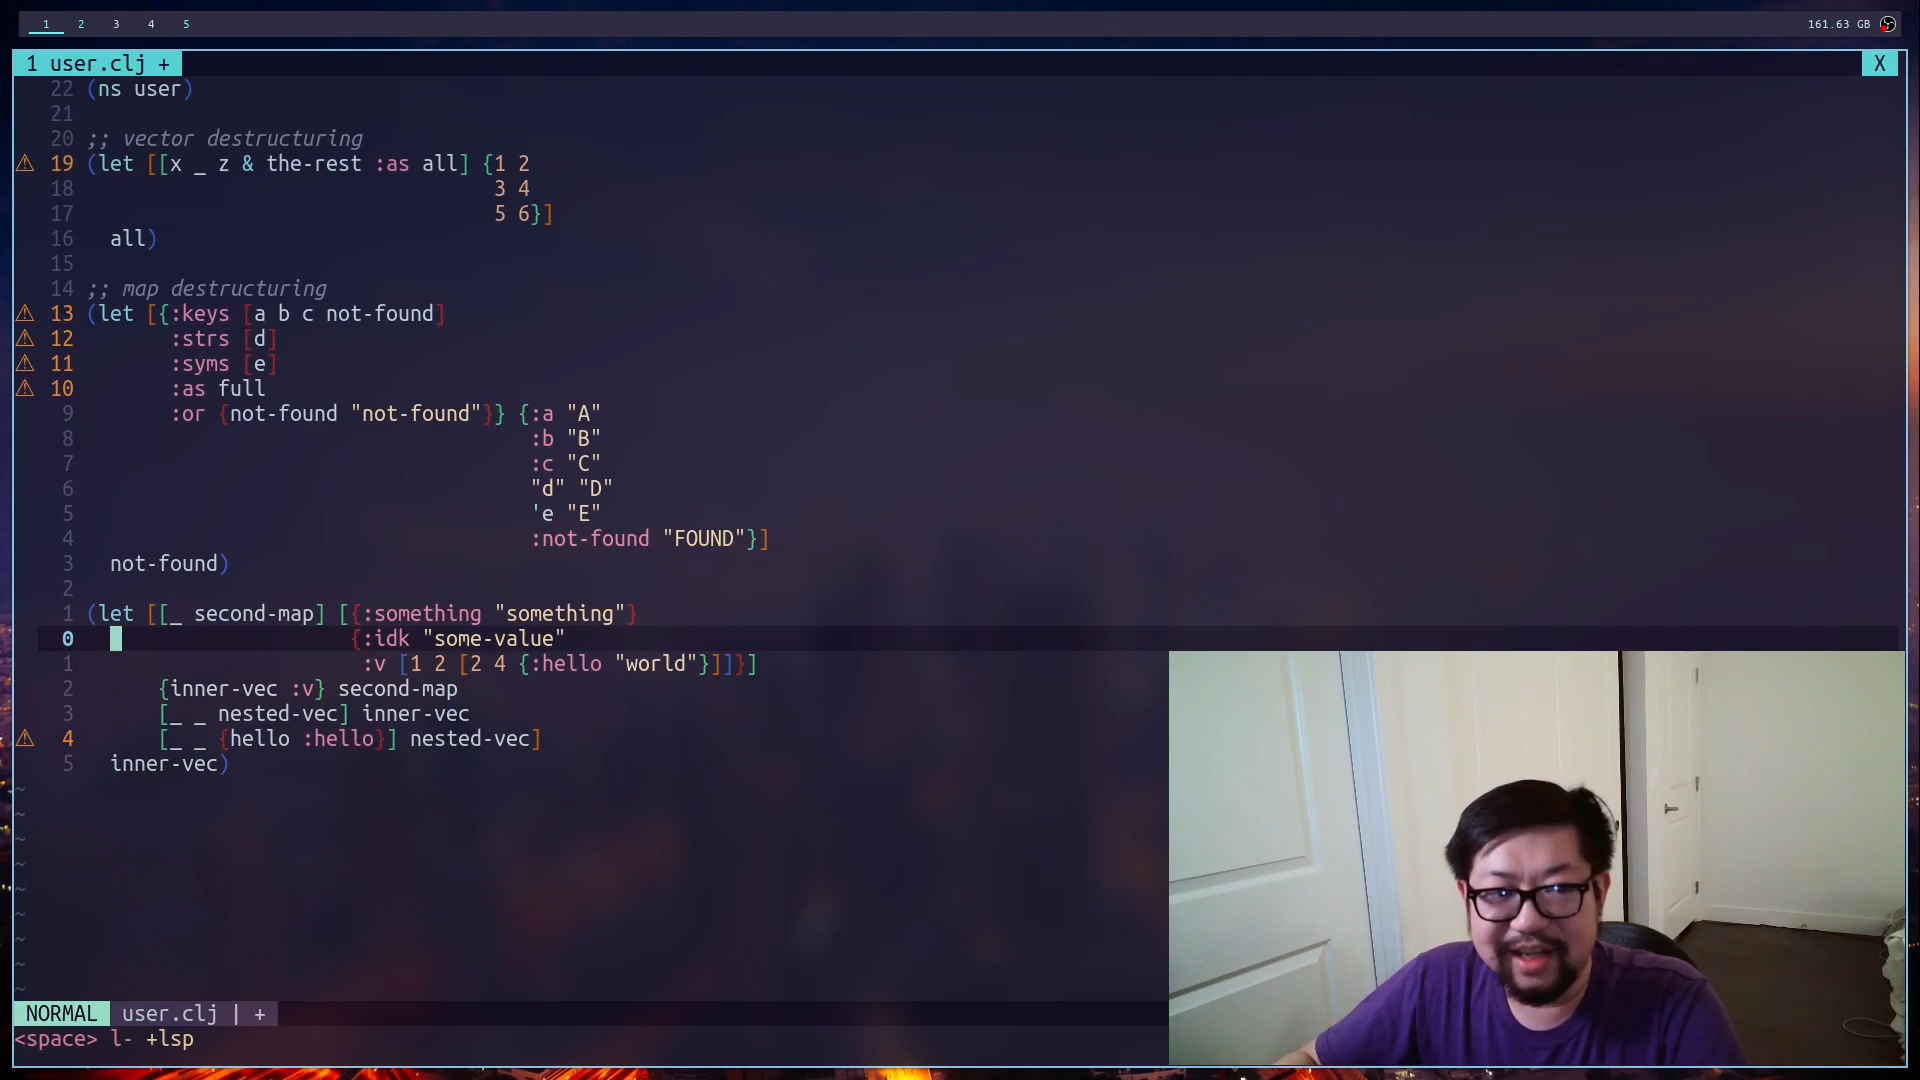 1 2 3 4 5 161.63 GB
1 user.clj + X
22 (ns user)
21
20 ;; vector destructuring
⚠ 19 (let [[x _ z & the-rest :as all] {1 2
18 3 4
17 5 6}]
16 all)
15
14 ;; map destructuring
⚠ 13 (let [{:keys [a b c not-found]
⚠ 12 :strs [d]
⚠ 11 :syms [e]
⚠ 10 :as full
9 :or {not-found "not-found"}} {:a "A"
8 :b "B"
7 :c "C"
6 "d" "D"
5 'e "E"
4 :not-found "FOUND"}]
3 not-found)
2
1 (let [[_ second-map] [{:something "something"}
0 {:idk "some-value"
1 :v [1 2 [2 4 {:hello "world"}]]}]
2 {inner-vec :v} second-map
3 [_ _ nested-vec] inner-vec
⚠ 4 [_ _ {hello :hello}] nested-vec]
5 inner-vec)
~
~
~
~
~
~
~
~
~
NORMAL user.clj | +
<space> l- +lsp